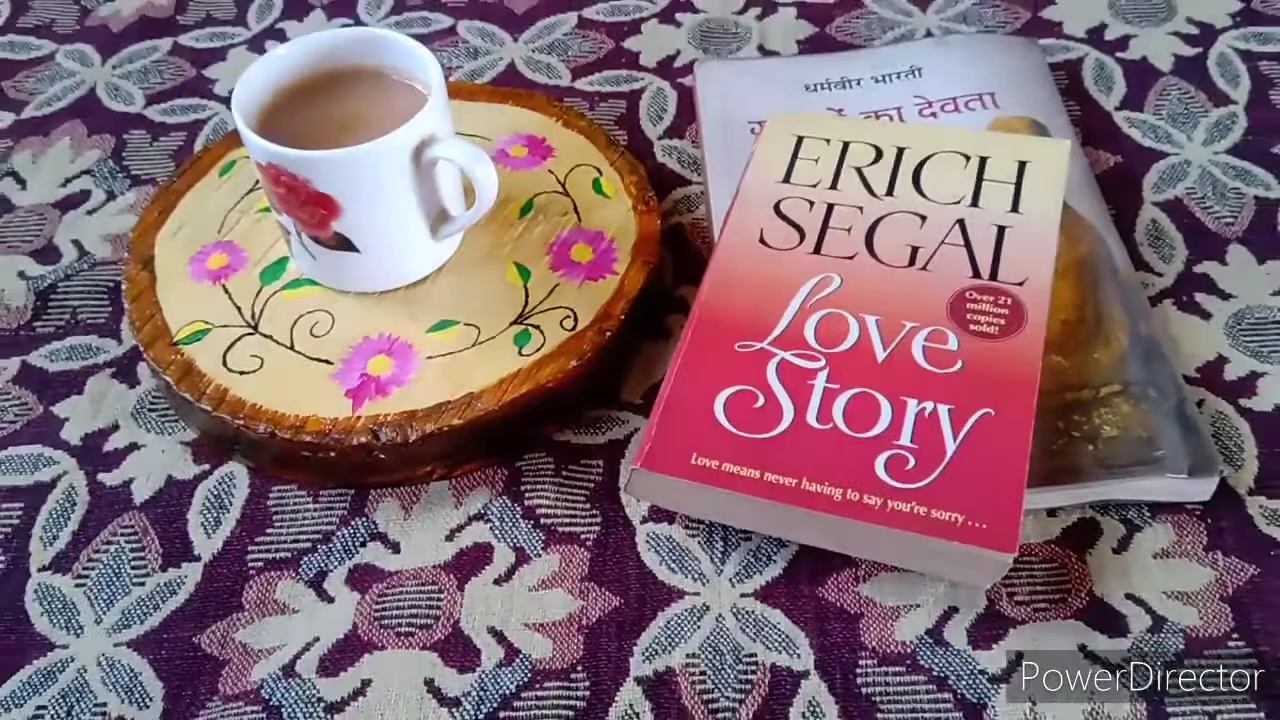 धर्मवीर भारती
का देवता
ERICH
SEGAL
Over 21
million
copies
sold!
Love
Story
Love means never having to say you're sorry...
PowerDirector